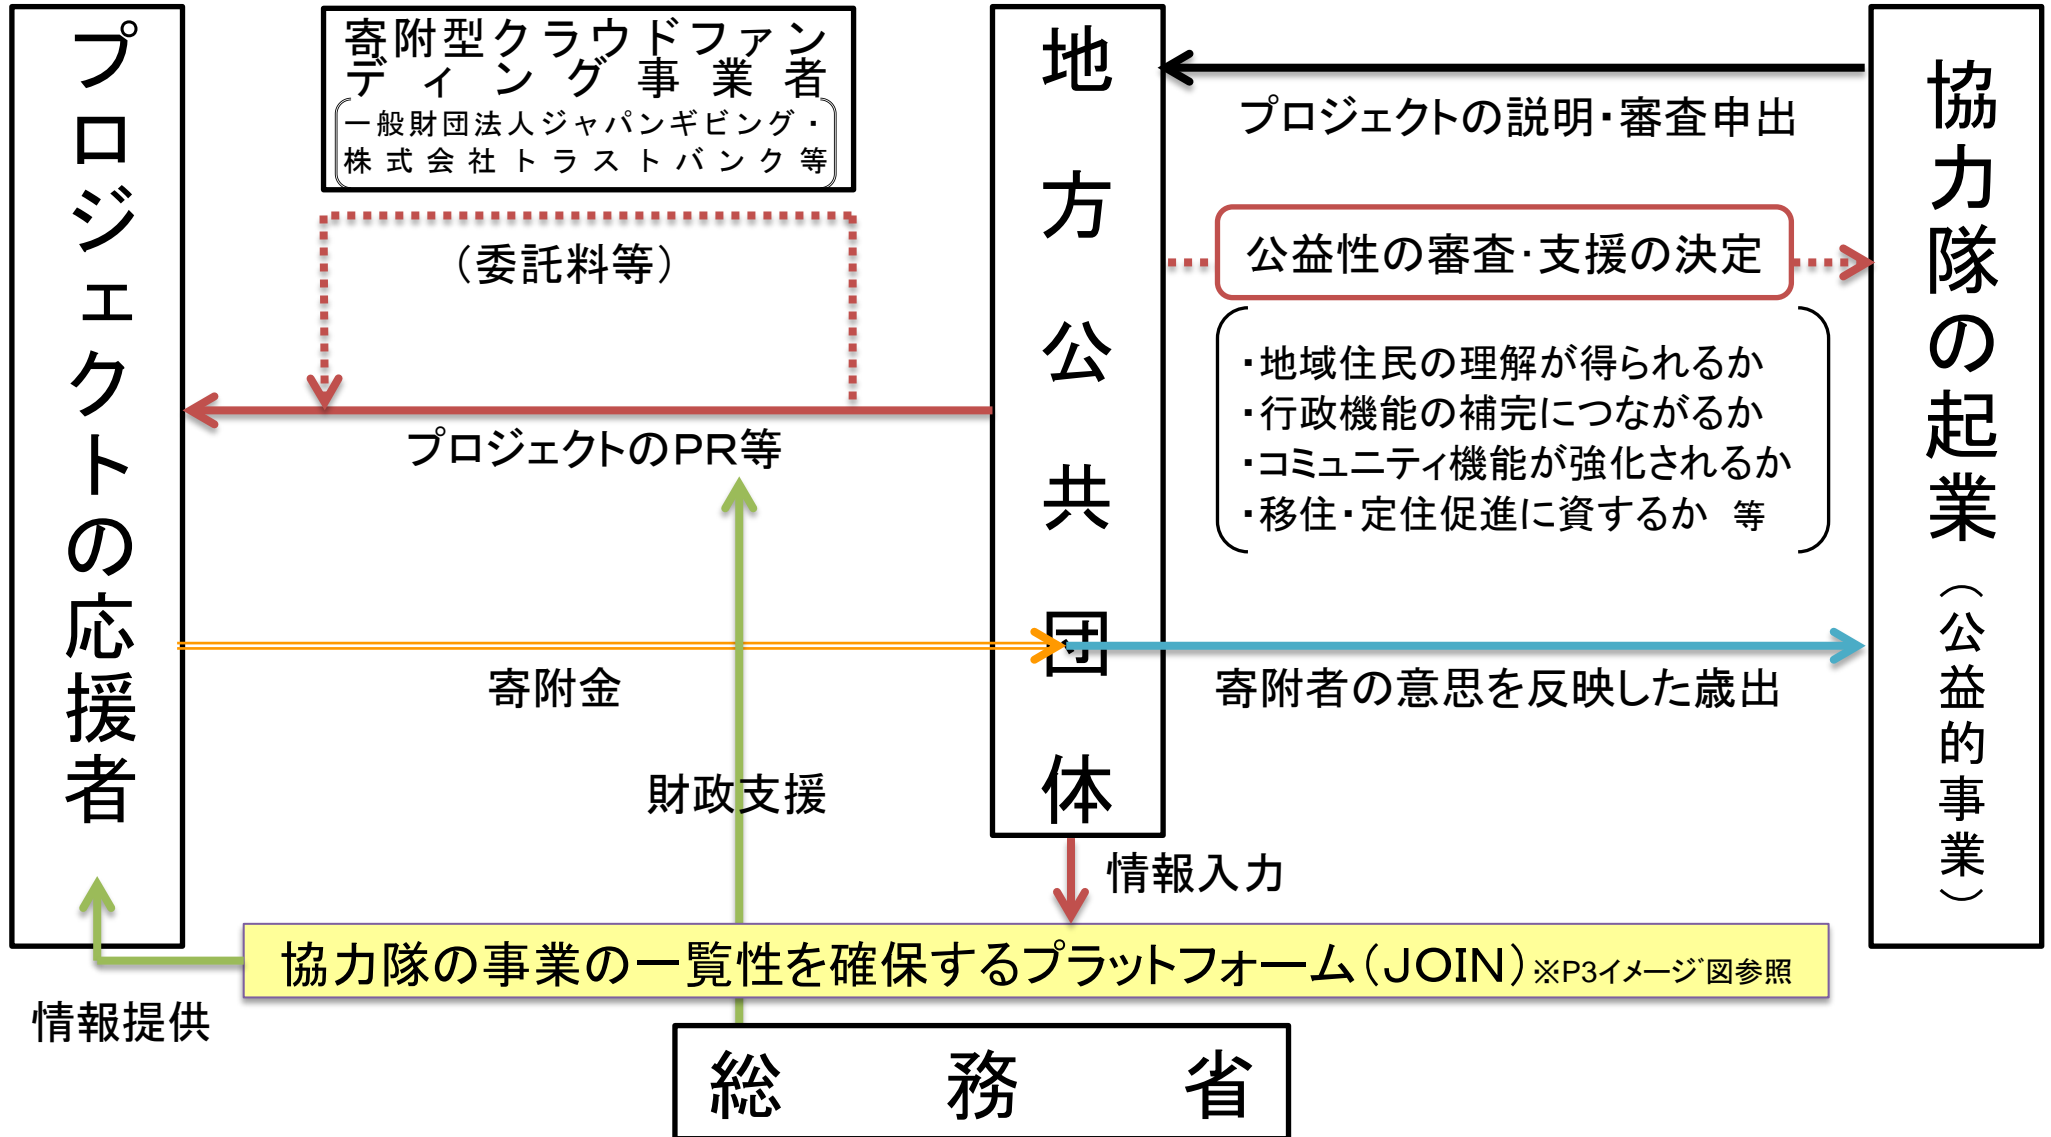 プロジェクトの応援者
寄附型クラウドファン
ディング事業者
一般財団法人ジャパンギビング・
株式会社トラストバンク等
（委託料等）
プロジェクトのPR等
寄附金
財政支援
地方公共団体
プロジェクトの説明・審査申出
公益性の審査・支援の決定
・地域住民の理解が得られるか
・行政機能の補完につながるか
・コミュニティ機能が強化されるか
・移住・定住促進に資するか　等
寄附者の意思を反映した歳出
協力隊の起業（公益的事業）
情報入力
協力隊の事業の一覧性を確保するプラットフォーム（JOIN）※P3イメージ図参照
情報提供
総務省